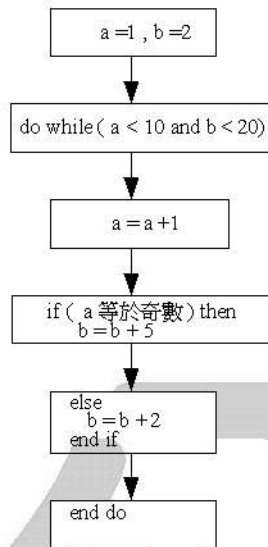 a =1 , b =2
do while ( a < 10 and b < 20)
a = a +1
if ( a 等於奇數 ) then
b = b + 5
else
b = b +2
end if
end do